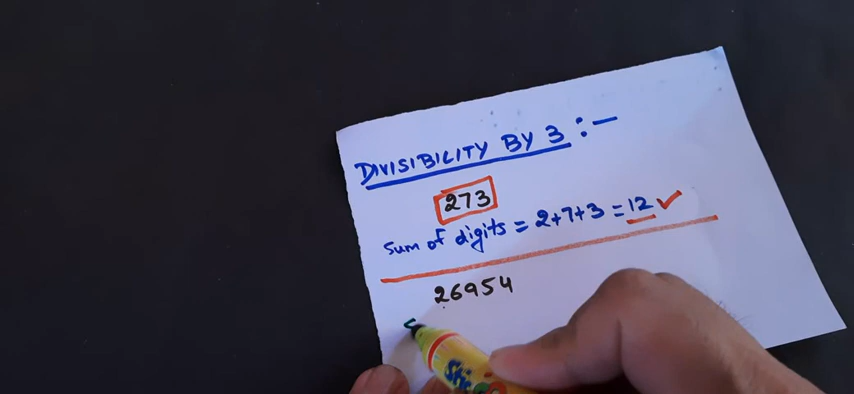 DIVISIBILITY BY 3 :-
273
Sum of digits = 2+7+3 = 12 ✓
26954
S